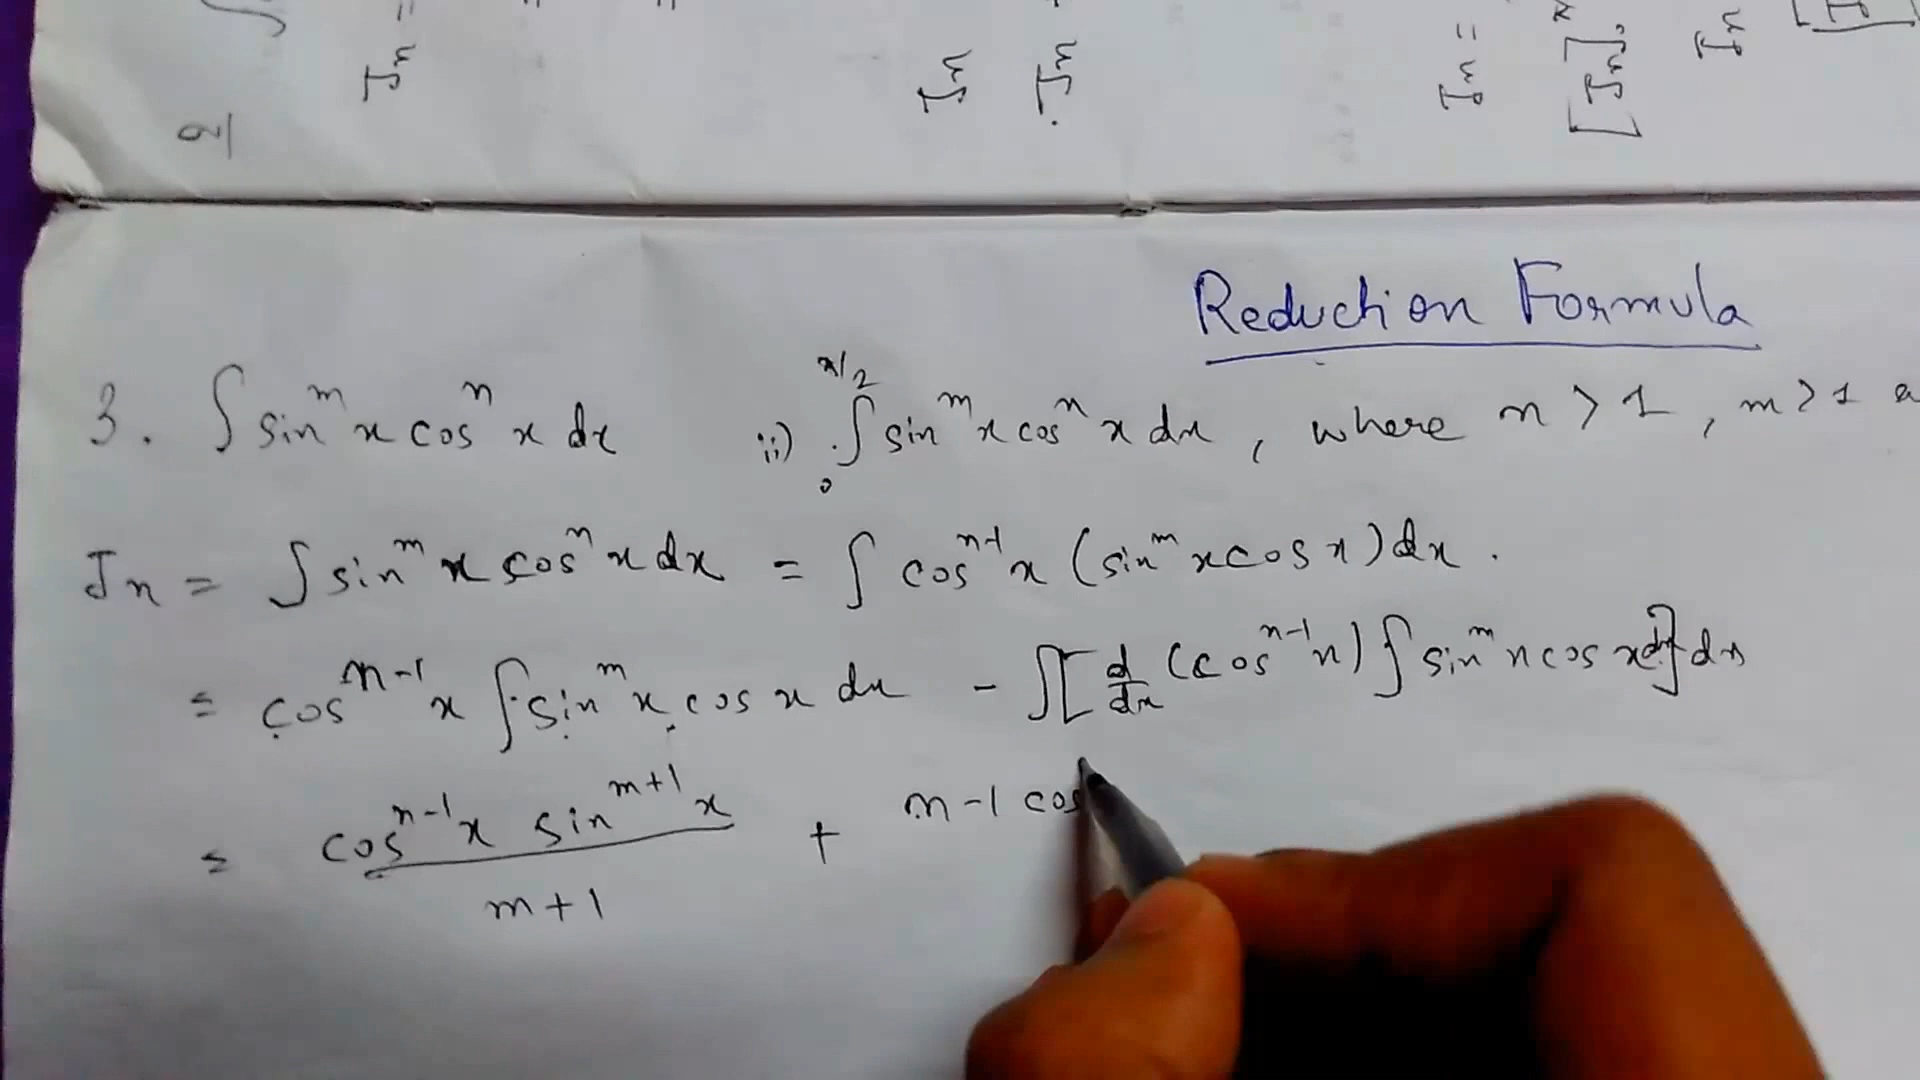 Reduction Formula
3. ∫ sin^m x cos^n x dx   ii) ∫_0^{π/2} sin^m x cos^n x dx, where n > 1, m > 1
J_n = ∫ sin^m x cos^n x dx = ∫ cos^{n-1} x (sin^m x cos x) dx.
= cos^{n-1} x ∫ sin^m x cos x dx - ∫ [d/dx (cos^{n-1} x) ∫ sin^m x cos x dx] dx
= cos^{n-1} x sin^{m+1} x / m+1 + n-1 cos